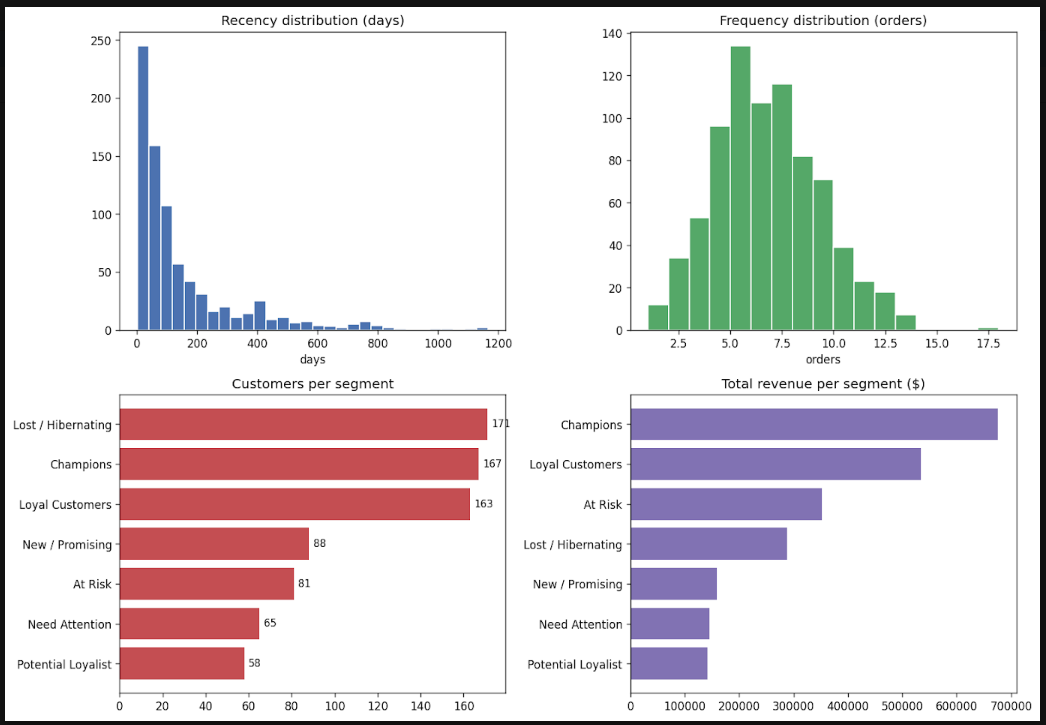 Recency distribution (days)
250
200
150
100
50
0
0 200 400 600 800 1000 1200
days
Frequency distribution (orders)
140
120
100
80
60
40
20
0
2.5 5.0 7.5 10.0 12.5 15.0 17.5
orders
Customers per segment
Lost / Hibernating 171
Champions 167
Loyal Customers 163
New / Promising 88
At Risk 81
Need Attention 65
Potential Loyalist 58
0 20 40 60 80 100 120 140 160
Total revenue per segment ($)
Champions
Loyal Customers
At Risk
Lost / Hibernating
New / Promising
Need Attention
Potential Loyalist
0 100000 200000 300000 400000 500000 600000 700000